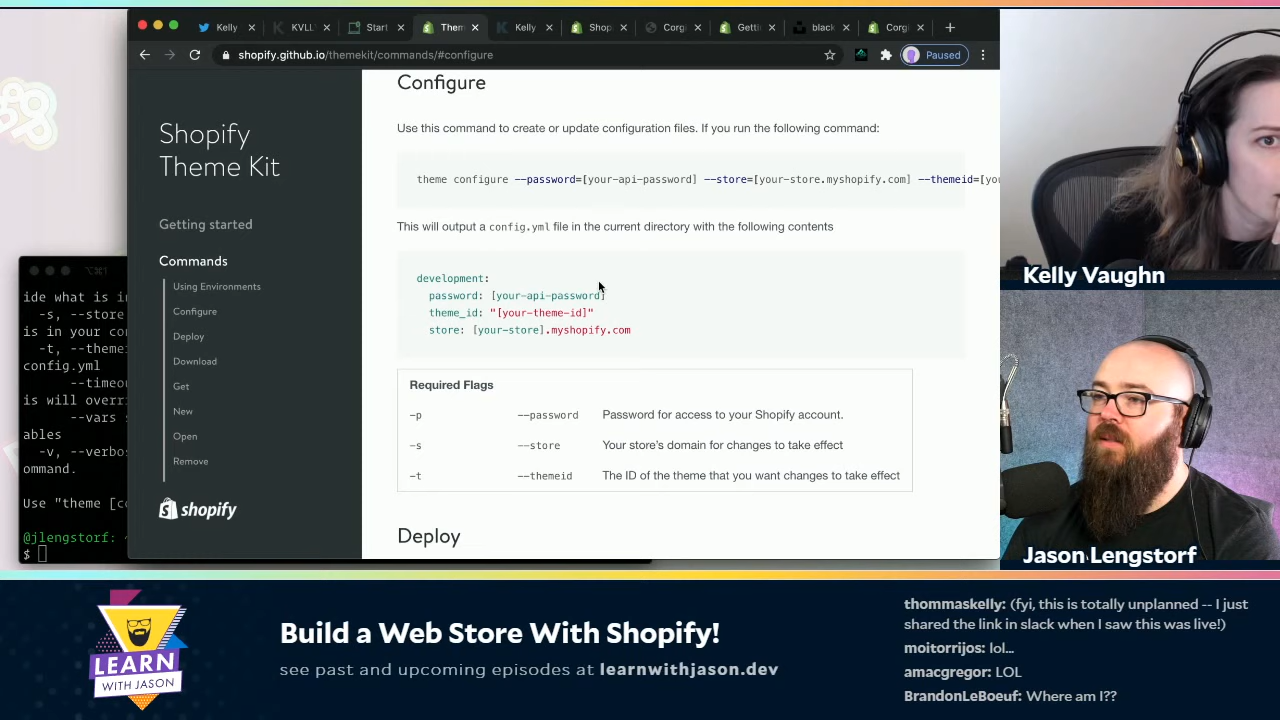 Kelly
KVLL
Start
Them
Kelly
Shop
Corg
Getti
black
Corg
shopify.github.io/themekit/commands/#configure
Paused
Shopify
Theme Kit
Getting started
Commands
Using Environments
Configure
Deploy
Download
Get
New
Open
Remove
shopify
Configure
Use this command to create or update configuration files. If you run the following command:
theme configure --password=[your-api-password] --store=[your-store.myshopify.com] --themeid=[you
This will output a config.yml file in the current directory with the following contents
development:
password: [your-api-password]
theme_id: "[your-theme-id]"
store: [your-store].myshopify.com
Required Flags
-p --password Password for access to your Shopify account.
-s --store Your store's domain for changes to take effect
-t --themeid The ID of the theme that you want changes to take effect
Deploy
ide what is in
-s, --store
is in your con
-t, --themei
config.yml
--timeo
is will overri
--vars s
ables
-v, --verbos
ommand.
Use "theme [co
@jlengstorf: ~
$
Kelly Vaughn
Jason Lengstorf
LEARN
WITH JASON
Build a Web Store With Shopify!
see past and upcoming episodes at learnwithjason.dev
thommaskelly: (fyi, this is totally unplanned -- I just
shared the link in slack when I saw this was live!)
moitorrijos: lol...
amacgregor: LOL
BrandonLeBoeuf: Where am I??